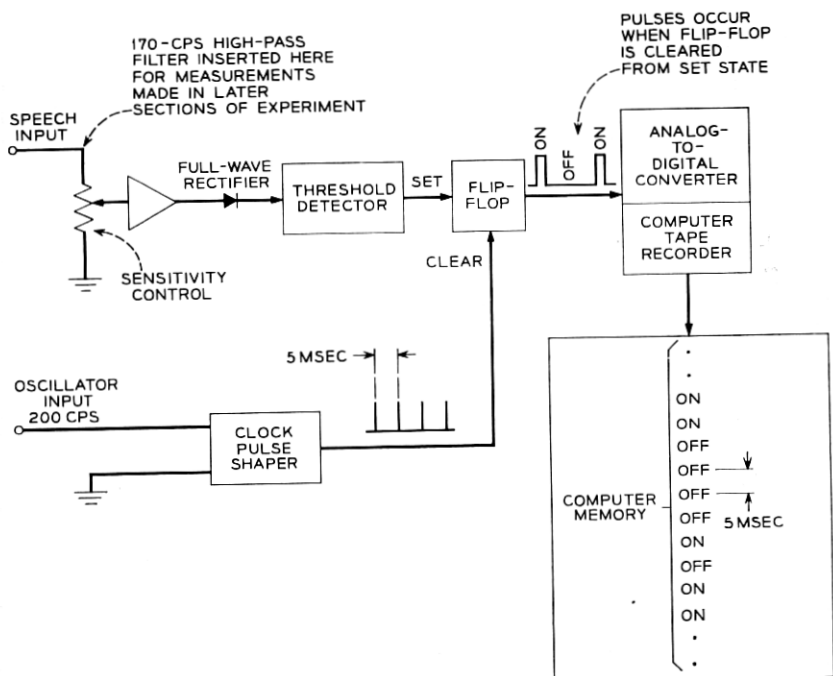 170-CPS HIGH-PASS
FILTER INSERTED HERE
FOR MEASUREMENTS
MADE IN LATER
SECTIONS OF EXPERIMENT
SPEECH
INPUT
FULL-WAVE
RECTIFIER
SENSITIVITY
CONTROL
THRESHOLD
DETECTOR
SET
FLIP-
FLOP
CLEAR
PULSES OCCUR
WHEN FLIP-FLOP
IS CLEARED
FROM SET STATE
ON
OFF
ON
ANALOG-
TO-
DIGITAL
CONVERTER
COMPUTER
TAPE
RECORDER
5 MSEC
OSCILLATOR
INPUT
200 CPS
CLOCK
PULSE
SHAPER
COMPUTER
MEMORY
ON
ON
OFF
OFF
OFF
OFF
ON
OFF
ON
ON
5 MSEC